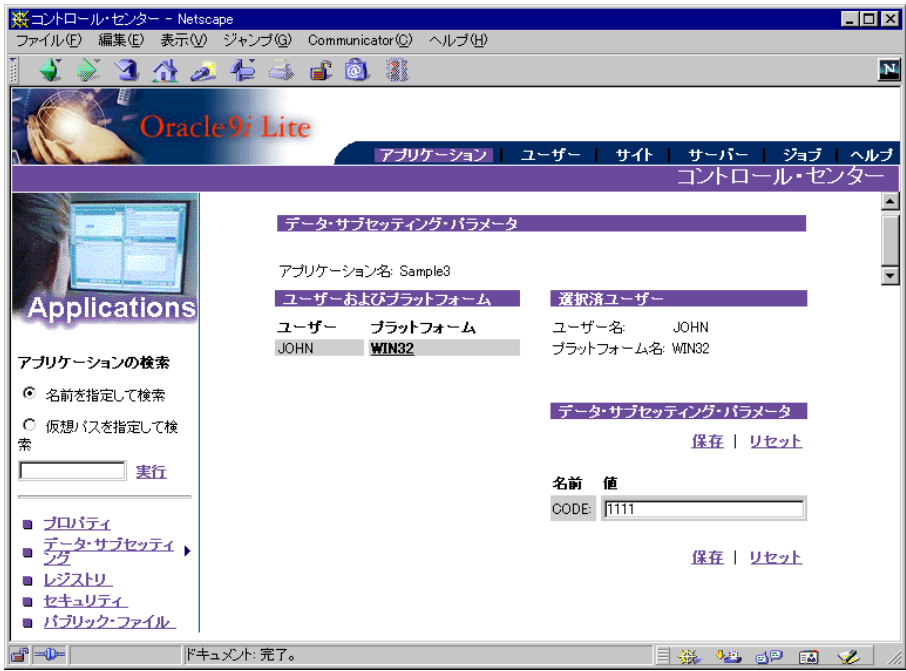 コントロール・センター - Netscape
ファイル(F) 編集(E) 表示(V) ジャンプ(G) Communicator(C) ヘルプ(H)
N
Oracle9i Lite
アプリケーション ユーザー サイト サーバー ジョブ ヘルプ
コントロール・センター
Applications
アプリケーションの検索
名前を指定して検索
仮想パスを指定して検
索
実行
プロパティ
データ・サブセッティ
ング
レジストリ
セキュリティ
パブリック・ファイル
データ・サブセッティング・パラメータ
アプリケーション名: Sample3
ユーザーおよびプラットフォーム
ユーザー プラットフォーム
JOHN WIN32
選択済ユーザー
ユーザー名: JOHN
プラットフォーム名: WIN32
データ・サブセッティング・パラメータ
保存 | リセット
名前 値
CODE: 1111
保存 | リセット
ドキュメント: 完了。